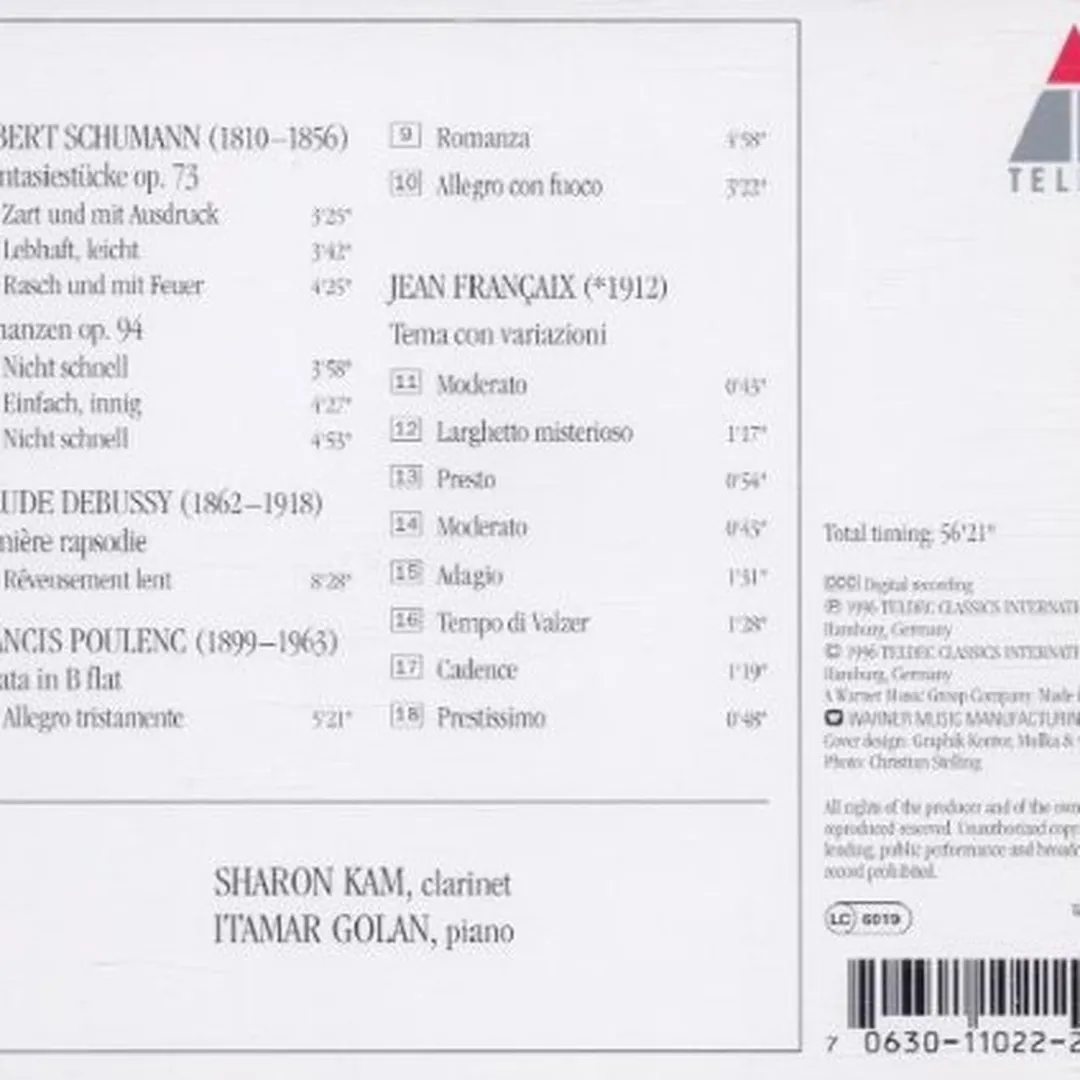 BERT SCHUMANN (1810–1856)
ntasiestücke op. 73
Zart und mit Ausdruck 3'25"
Lebhaft, leicht 3'42"
Rasch und mit Feuer 4'25"
nanzen op. 94
Nicht schnell 3'58"
Einfach, innig 4'27"
Nicht schnell 4'53"
UDE DEBUSSY (1862–1918)
mière rapsodie
Rêveusement lent 8'28"
ANCIS POULENC (1899–1963)
ata in B flat
Allegro tristamente 5'21"
9 Romanza 4'58"
10 Allegro con fuoco 3'22"
JEAN FRANÇAIX (*1912)
Tema con variazioni
11 Moderato 0'43"
12 Larghetto misterioso 1'17"
13 Presto 0'54"
14 Moderato 0'45"
15 Adagio 1'31"
16 Tempo di Valzer 1'28"
17 Cadence 1'19"
18 Prestissimo 0'48"
SHARON KAM, clarinet
ITAMAR GOLAN, piano
TEL
Total timing: 56'21"
DDD Digital recording
℗ 1996 TELDEC CLASSICS INTERNATI
Hamburg, Germany
© 1996 TELDEC CLASSICS INTERNATI
Hamburg, Germany
A Warner Music Group Company. Made
WARNER MUSIC MANUFACTURIN
Cover design: Graphik Kontor, &
Photo: Christian Steiling
All rights of the producer and of the own
reproduced reserved. Unauthorized copy
lending, public performance and broadc
record prohibited.
LC 6019
7 0630-11022-2